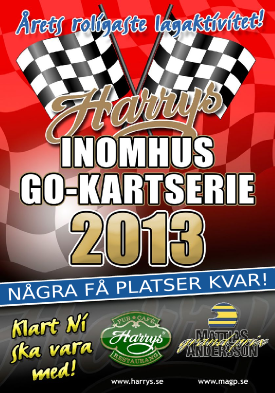 Årets roligaste lagaktivitet!
Harrys
INOMHUS
GO-KARTSERIE
2013
NÅGRA FÅ PLATSER KVAR!
Klart Ni
ska vara
med!
PUB & CAFÉ
Harrys
RESTAURANG
MATTIAS
grand prix
ANDERSSON
www.harrys.se
www.magp.se